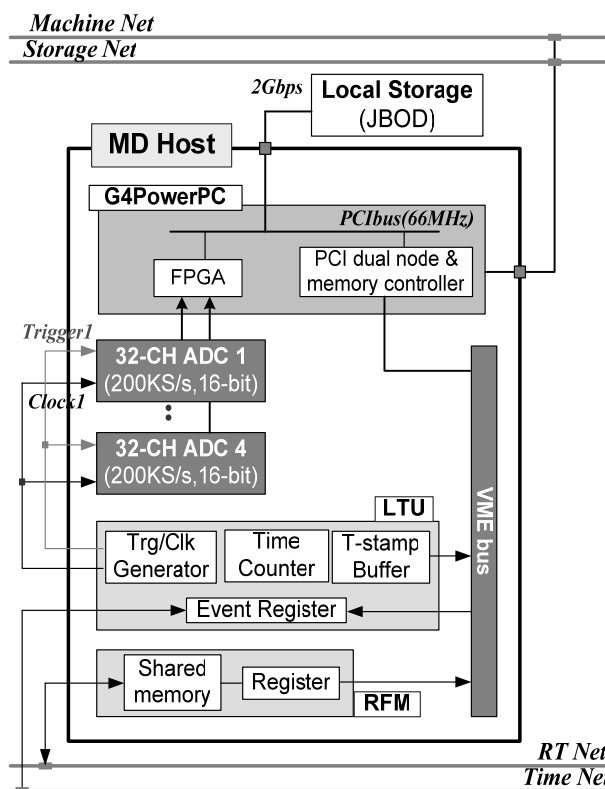 Machine Net
Storage Net
2Gbps
Local Storage
(JBOD)
MD Host
G4PowerPC
PCIbus(66MHz)
FPGA
PCI dual node &
memory controller
Trigger1
32-CH ADC 1
(200KS/s,16-bit)
Clock1
32-CH ADC 4
(200KS/s,16-bit)
VME bus
LTU
Trg/Clk
Generator
Time
Counter
T-stamp
Buffer
Event Register
Shared
memory
Register
RFM
RT Net
Time Net